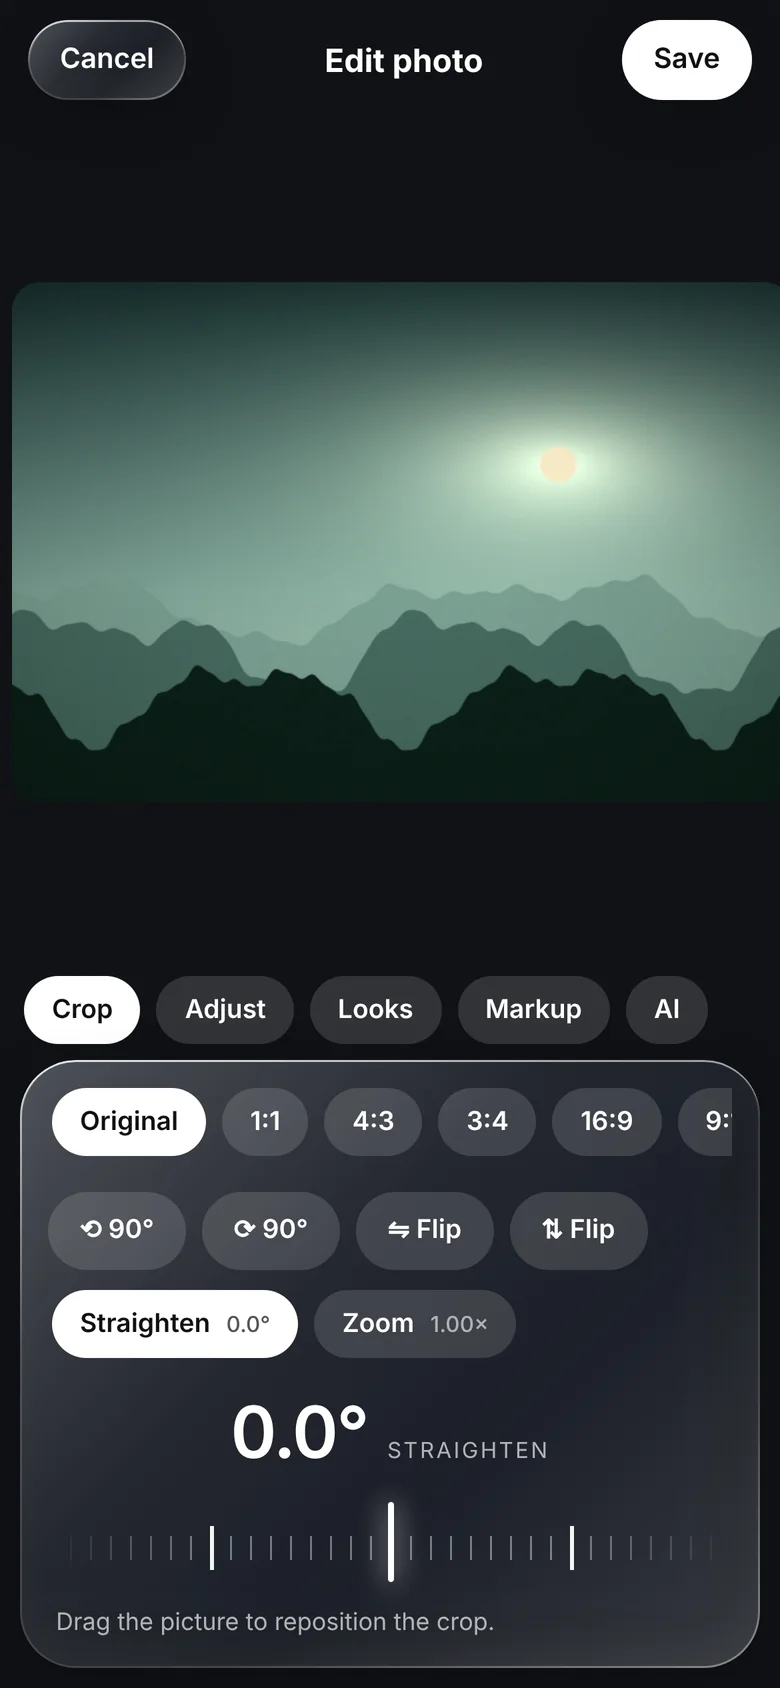 Cancel Edit photo Save
Crop Adjust Looks Markup AI
Original 1:1 4:3 3:4 16:9
⟲ 90° ⟳ 90° ⇋ Flip ⇅ Flip
Straighten 0.0° Zoom 1.00×
0.0° STRAIGHTEN
Drag the picture to reposition the crop.